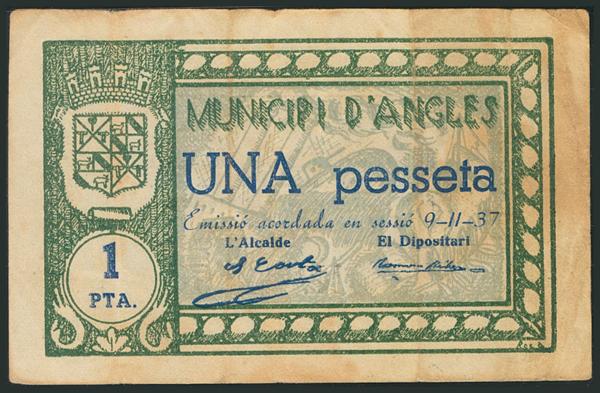 MUNICIPI D'ANGLES
UNA pesseta
Emissió acordada en sessió 9-11-37
L'Alcalde El Dipositari
1
PTA.